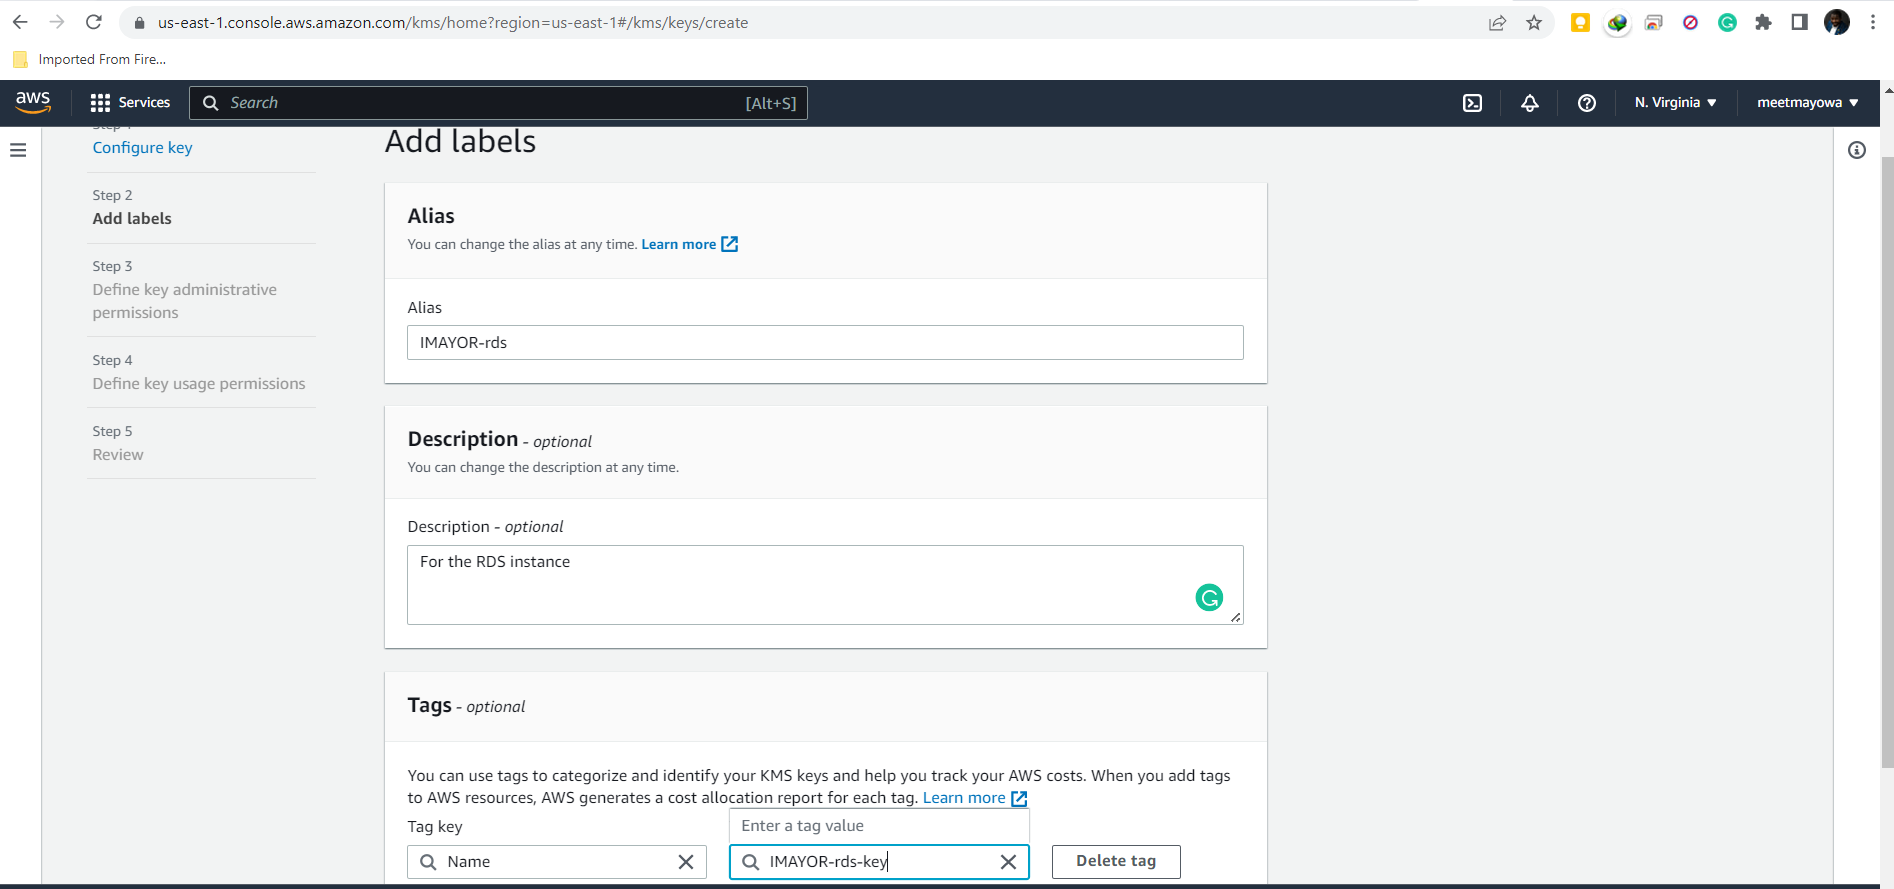 us-east-1.console.aws.amazon.com/kms/home?region=us-east-1#/kms/keys/create
Imported From Fire...
aws
Services
Search
[Alt+S]
N. Virginia
meetmayowa
Step 1
Configure key
Step 2
Add labels
Step 3
Define key administrative
permissions
Step 4
Define key usage permissions
Step 5
Review
Add labels
Alias
You can change the alias at any time. Learn more
Alias
IMAYOR-rds
Description - optional
You can change the description at any time.
Description - optional
For the RDS instance
Tags - optional
You can use tags to categorize and identify your KMS keys and help you track your AWS costs. When you add tags
to AWS resources, AWS generates a cost allocation report for each tag. Learn more
Tag key
Enter a tag value
Name
IMAYOR-rds-key
Delete tag